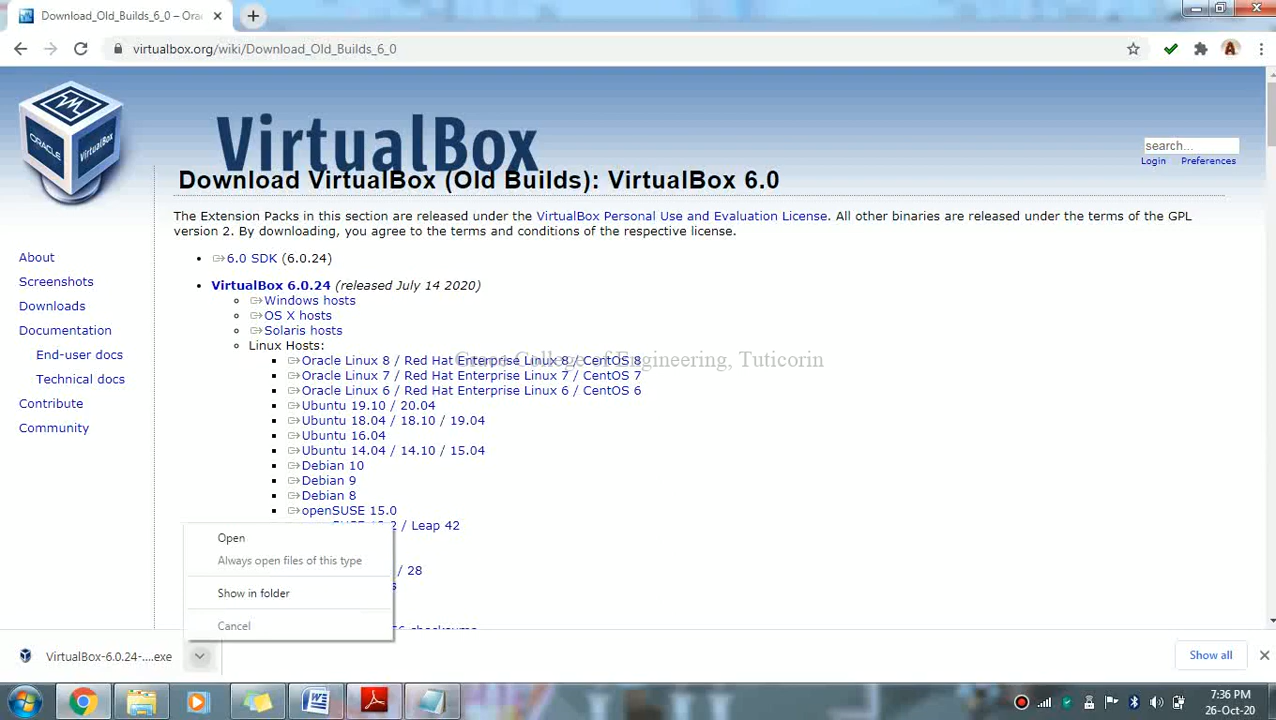 Download_Old_Builds_6_0 – Ora
virtualbox.org/wiki/Download_Old_Builds_6_0
A
ORACLE
VirtualBox
VirtualBox
search...
Login Preferences
Download VirtualBox (Old Builds): VirtualBox 6.0
The Extension Packs in this section are released under the VirtualBox Personal Use and Evaluation License. All other binaries are released under the terms of the GPL
version 2. By downloading, you agree to the terms and conditions of the respective license.
About
Screenshots
Downloads
Documentation
End-user docs
Technical docs
Contribute
Community
6.0 SDK (6.0.24)
VirtualBox 6.0.24 (released July 14 2020)
Windows hosts
OS X hosts
Solaris hosts
Linux Hosts:
Oracle Linux 8 / Red Hat Enterprise Linux 8 / CentOS 8
Grace College of Engineering, Tuticorin
Oracle Linux 7 / Red Hat Enterprise Linux 7 / CentOS 7
Oracle Linux 6 / Red Hat Enterprise Linux 6 / CentOS 6
Ubuntu 19.10 / 20.04
Ubuntu 18.04 / 18.10 / 19.04
Ubuntu 16.04
Ubuntu 14.04 / 14.10 / 15.04
Debian 10
Debian 9
Debian 8
openSUSE 15.0
/ Leap 42
/ 28
Open
Always open files of this type
Show in folder
Cancel
VirtualBox-6.0.24-....exe
Show all
7:36 PM
26-Oct-20